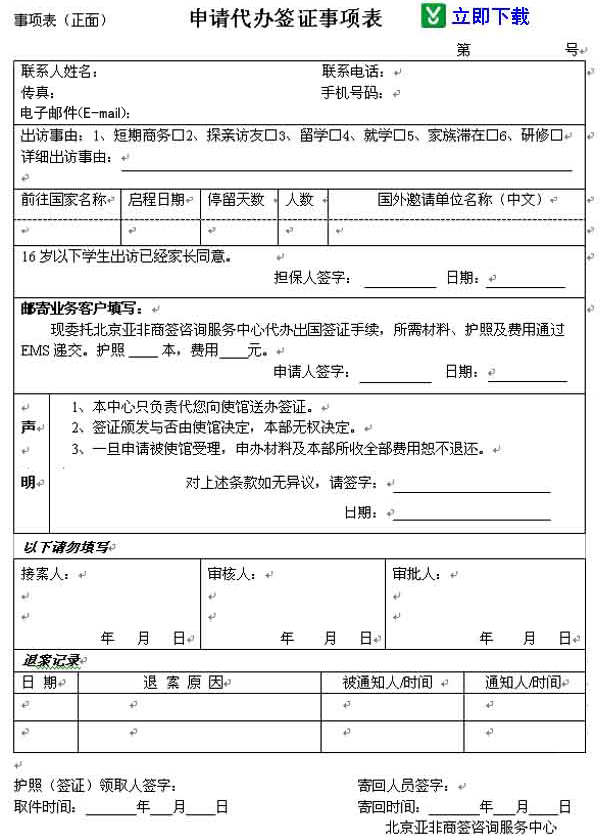 事项表（正面） 申请代办签证事项表 立即下载
第 号
联系人姓名： 联系电话：
传真： 手机号码：
电子邮件(E-mail)：
出访事由：1、短期商务口2、探亲访友口3、留学口4、就学口5、家族滞在口6、研修口
详细出访事由：
前往国家名称 启程日期 停留天数 人数 国外邀请单位名称（中文）
16 岁以下学生出访已经家长同意。
担保人签字： 日期：
邮寄业务客户填写：
现委托北京亚非商签咨询服务中心代办出国签证手续，所需材料、护照及费用通过
EMS 递交。护照 ____ 本，费用____元。
申请人签字： 日期：
声明
1、本中心只负责代您向使馆送办签证。
2、签证颁发与否由使馆决定，本部无权决定。
3、一旦申请被使馆受理，申办材料及本部所收全部费用恕不退还。
对上述条款如无异议，请签字：
日期：
以下请勿填写
接案人： 审核人： 审批人：
年 月 日 年 月 日 年 月 日
退案记录
日 期 退 案 原 因 被通知人/时间 通知人/时间
护照（签证）领取人签字： 寄回人员签字：
取件时间：______年___月___日 寄回时间：______年___月___日
北京亚非商签咨询服务中心